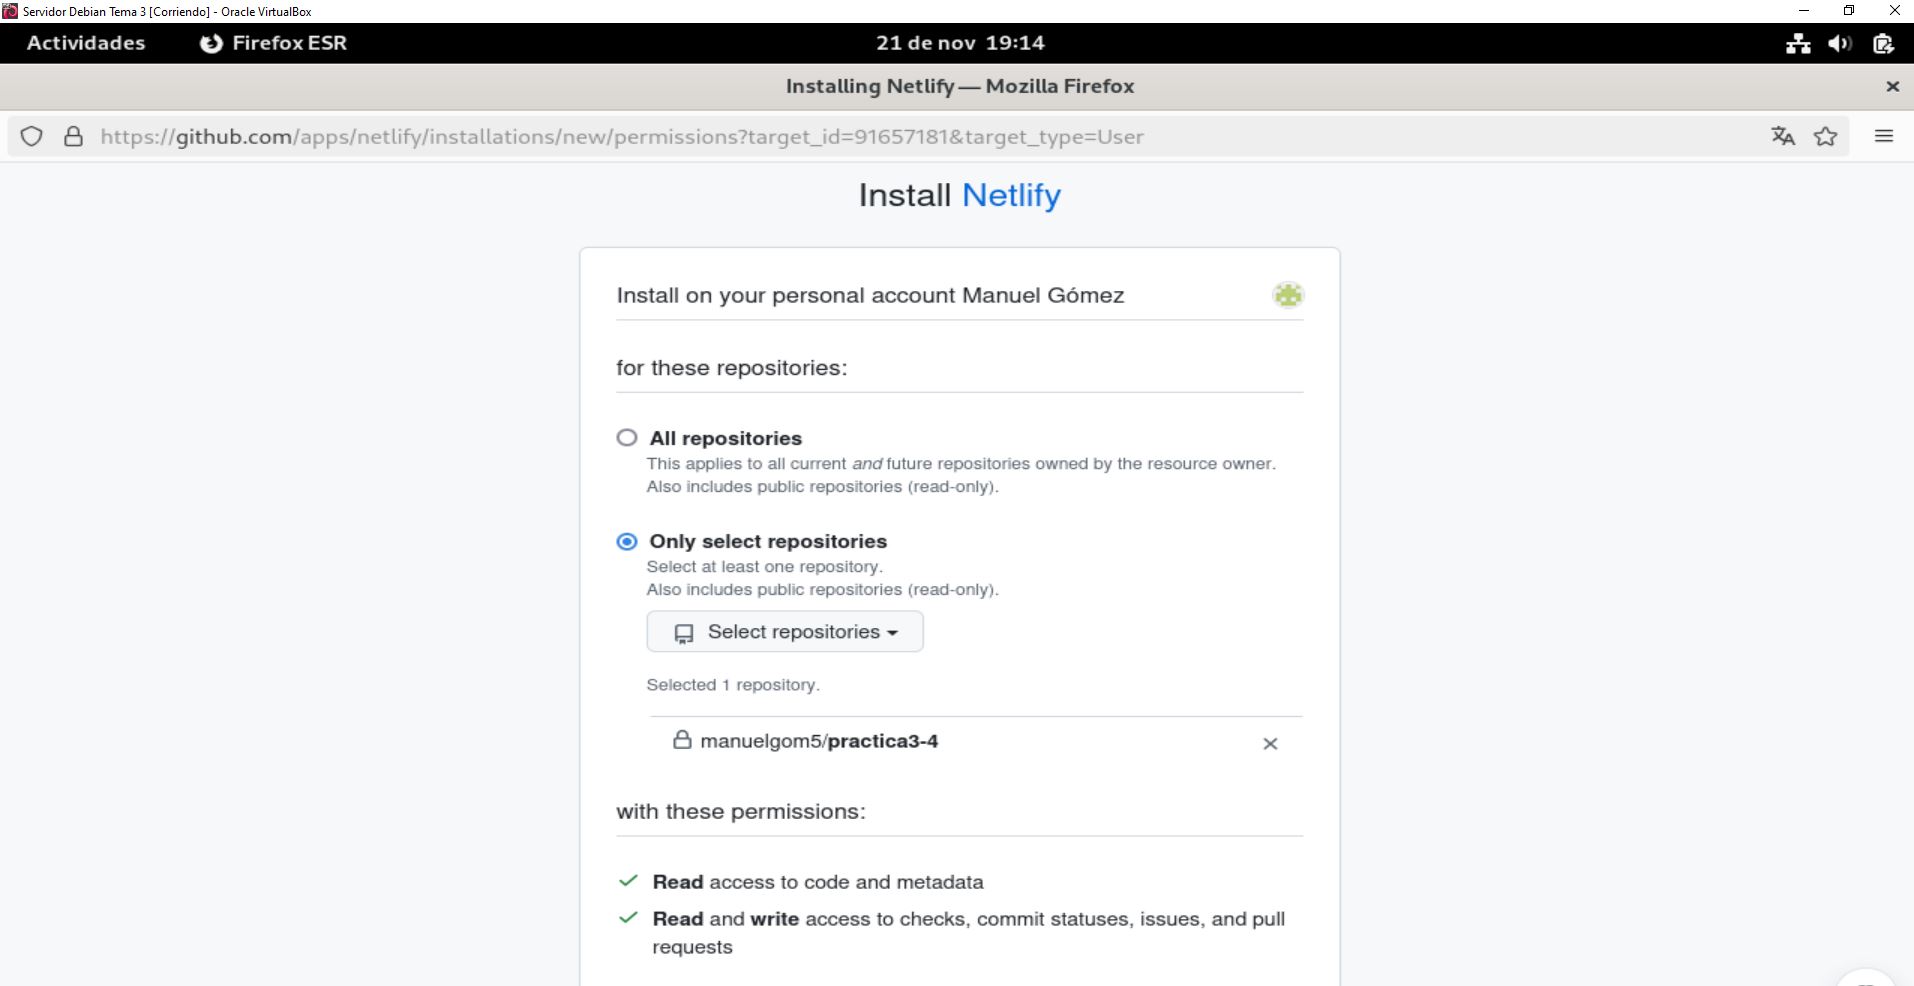 Servidor Debian Tema 3 [Corriendo] - Oracle VirtualBox
Actividades Firefox ESR 21 de nov 19:14
Installing Netlify — Mozilla Firefox
https://github.com/apps/netlify/installations/new/permissions?target_id=91657181&target_type=User
Install Netlify
Install on your personal account Manuel Gómez
for these repositories:
All repositories
This applies to all current and future repositories owned by the resource owner.
Also includes public repositories (read-only).
Only select repositories
Select at least one repository.
Also includes public repositories (read-only).
Select repositories
Selected 1 repository.
manuelgom5/practica3-4
with these permissions:
Read access to code and metadata
Read and write access to checks, commit statuses, issues, and pull
requests